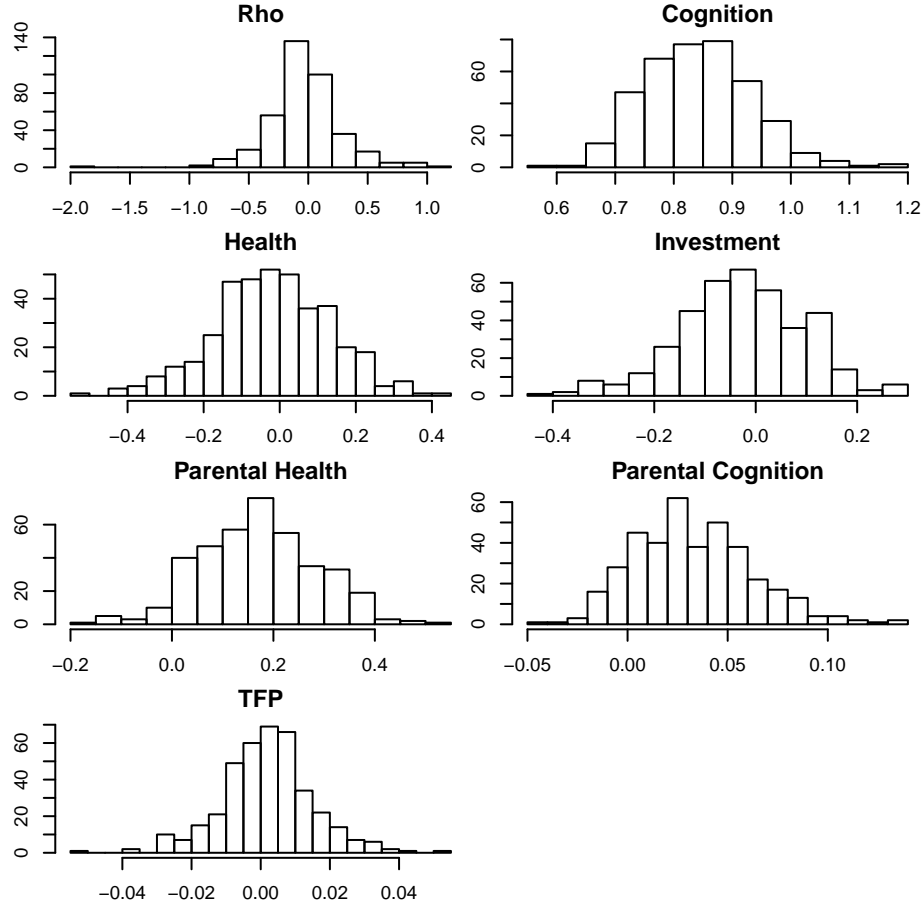 Rho
0 40 80 140
−2.0 −1.5 −1.0 −0.5 0.0 0.5 1.0
Cognition
0 20 60
0.6 0.7 0.8 0.9 1.0 1.1 1.2
Health
0 20 40
−0.4 −0.2 0.0 0.2 0.4
Investment
0 20 40 60
−0.4 −0.2 0.0 0.2
Parental Health
0 20 60
−0.2 0.0 0.2 0.4
Parental Cognition
0 20 40 60
−0.05 0.00 0.05 0.10
TFP
0 20 40 60
−0.04 −0.02 0.00 0.02 0.04